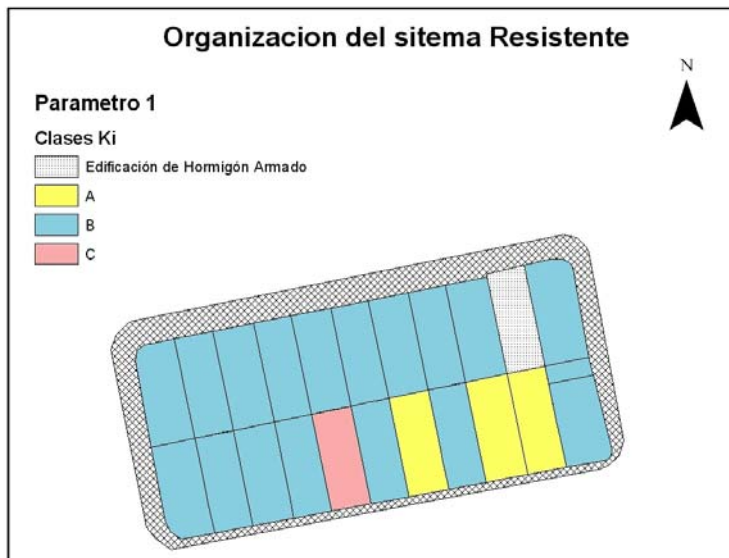 Organizacion del sitema Resistente
N
Parametro 1
Clases Ki
Edificación de Hormigón Armado
A
B
C